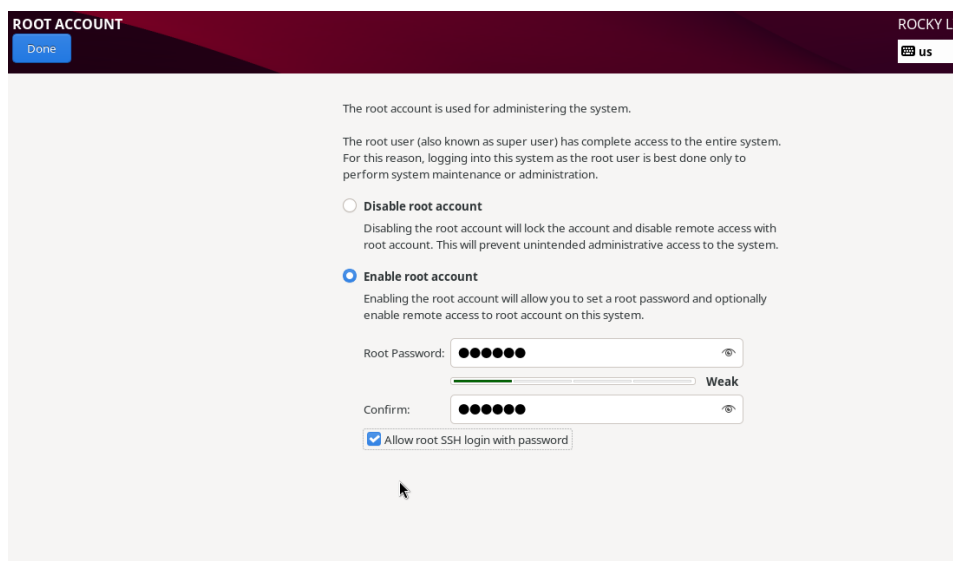 ROOT ACCOUNT
ROCKY L
Done
us
The root account is used for administering the system.
The root user (also known as super user) has complete access to the entire system.
For this reason, logging into this system as the root user is best done only to
perform system maintenance or administration.
Disable root account
Disabling the root account will lock the account and disable remote access with
root account. This will prevent unintended administrative access to the system.
Enable root account
Enabling the root account will allow you to set a root password and optionally
enable remote access to root account on this system.
Root Password: ●●●●●●
Weak
Confirm: ●●●●●●
Allow root SSH login with password